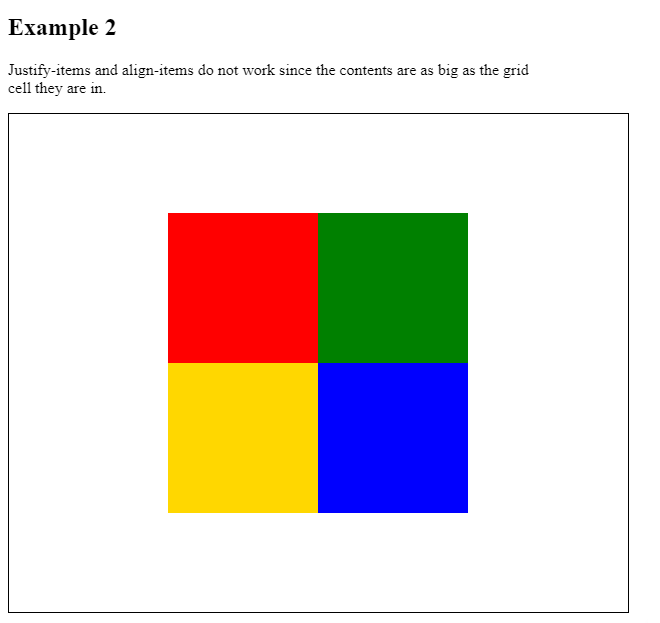 Example 2
Justify-items and align-items do not work since the contents are as big as the grid
cell they are in.